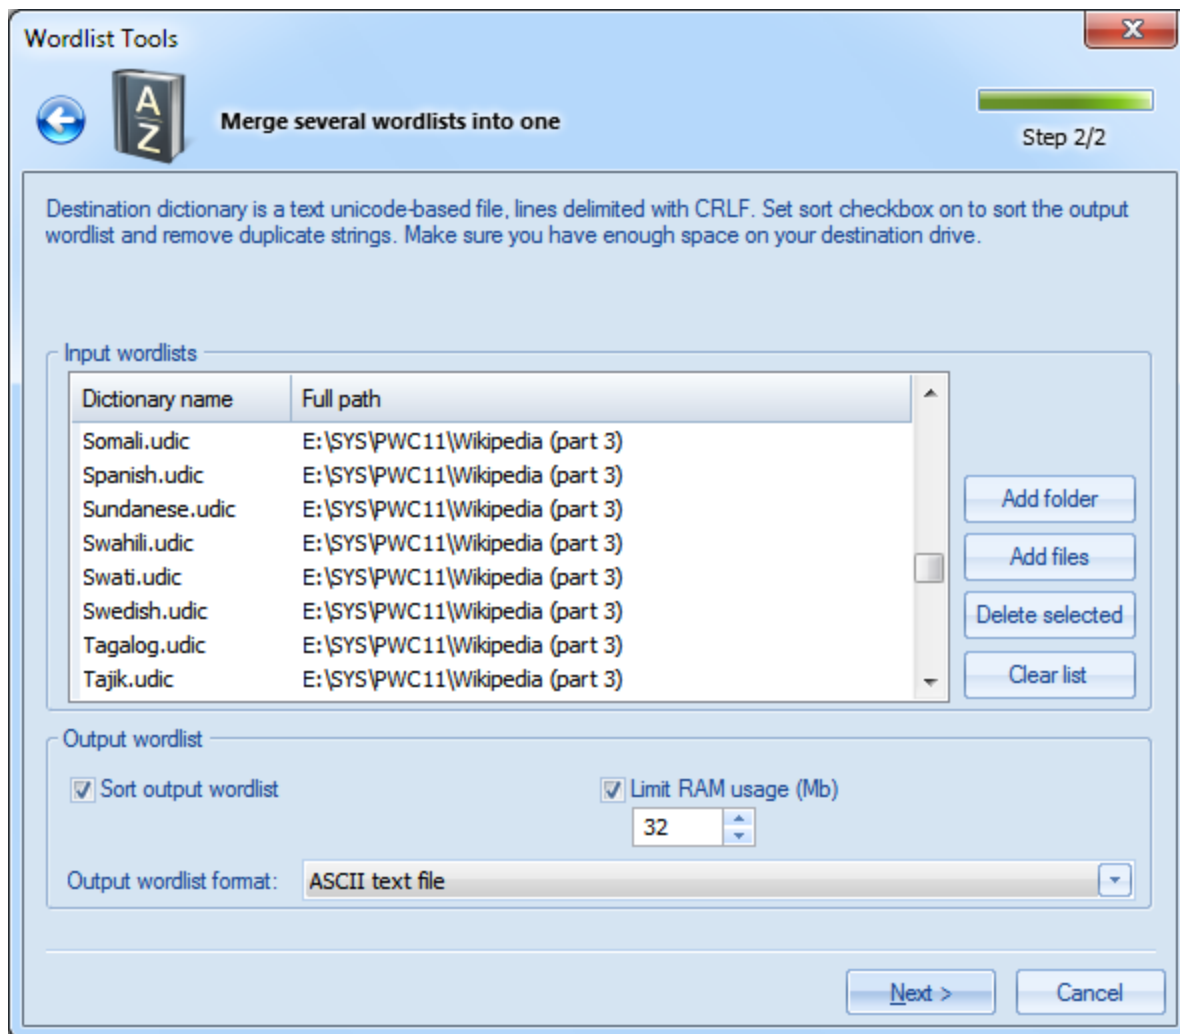 Wordlist Tools
A
Z
Merge several wordlists into one
Step 2/2
Destination dictionary is a text unicode-based file, lines delimited with CRLF. Set sort checkbox on to sort the output
wordlist and remove duplicate strings. Make sure you have enough space on your destination drive.
Input wordlists
Dictionary name Full path
Somali.udic E:\SYS\PWC11\Wikipedia (part 3)
Spanish.udic E:\SYS\PWC11\Wikipedia (part 3)
Sundanese.udic E:\SYS\PWC11\Wikipedia (part 3)
Swahili.udic E:\SYS\PWC11\Wikipedia (part 3)
Swati.udic E:\SYS\PWC11\Wikipedia (part 3)
Swedish.udic E:\SYS\PWC11\Wikipedia (part 3)
Tagalog.udic E:\SYS\PWC11\Wikipedia (part 3)
Tajik.udic E:\SYS\PWC11\Wikipedia (part 3)
Add folder
Add files
Delete selected
Clear list
Output wordlist
Sort output wordlist
Limit RAM usage (Mb)
32
Output wordlist format: ASCII text file
Next >
Cancel